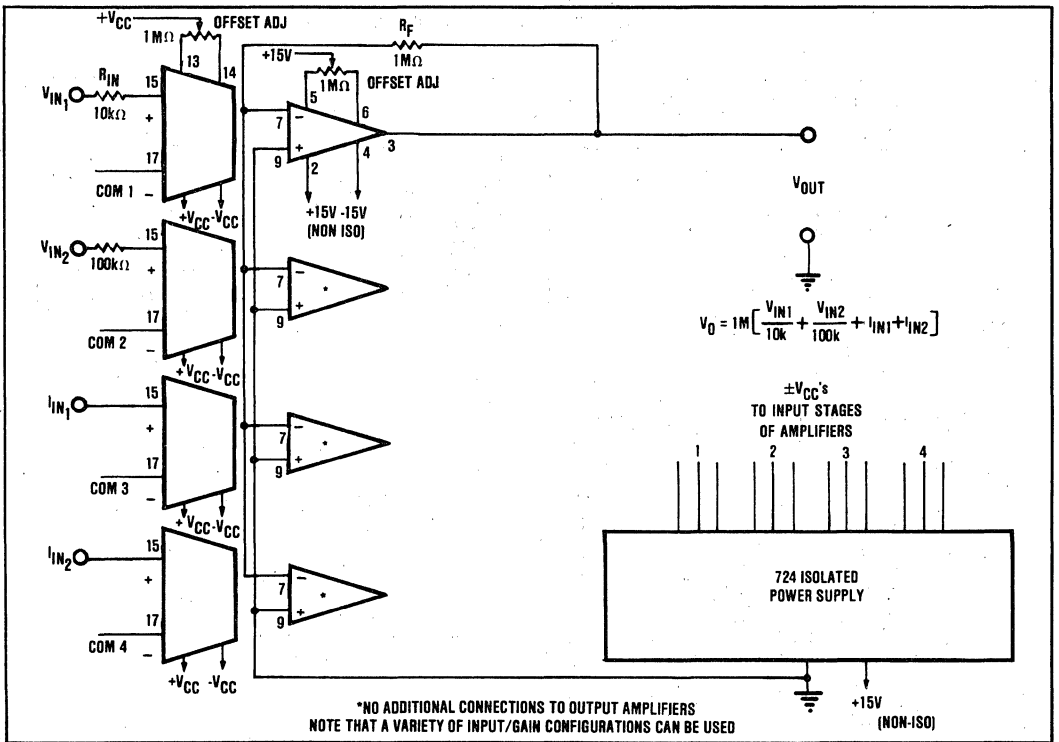 +VCC
OFFSET ADJ
1MΩ
13
14
RIN
VIN1
10kΩ
15
+
17
COM 1
−
+VCC -VCC
RF
1MΩ
+15V
1MΩ
OFFSET ADJ
5
6
7
−
+
9
2
4
3
+15V -15V
(NON ISO)
VOUT
VIN2
100kΩ
15
+
17
COM 2
−
+VCC -VCC
7
−
*
+
9
VO = 1M[VIN1/10k + VIN2/100k + IIN1+IIN2]
IIN1
15
+
17
COM 3
−
+VCC -VCC
7
−
*
+
9
±VCC's
TO INPUT STAGES
OF AMPLIFIERS
1 2 3 4
IIN2
15
+
17
COM 4
−
+VCC -VCC
7
−
*
+
9
724 ISOLATED
POWER SUPPLY
+15V
(NON-ISO)
*NO ADDITIONAL CONNECTIONS TO OUTPUT AMPLIFIERS
NOTE THAT A VARIETY OF INPUT/GAIN CONFIGURATIONS CAN BE USED